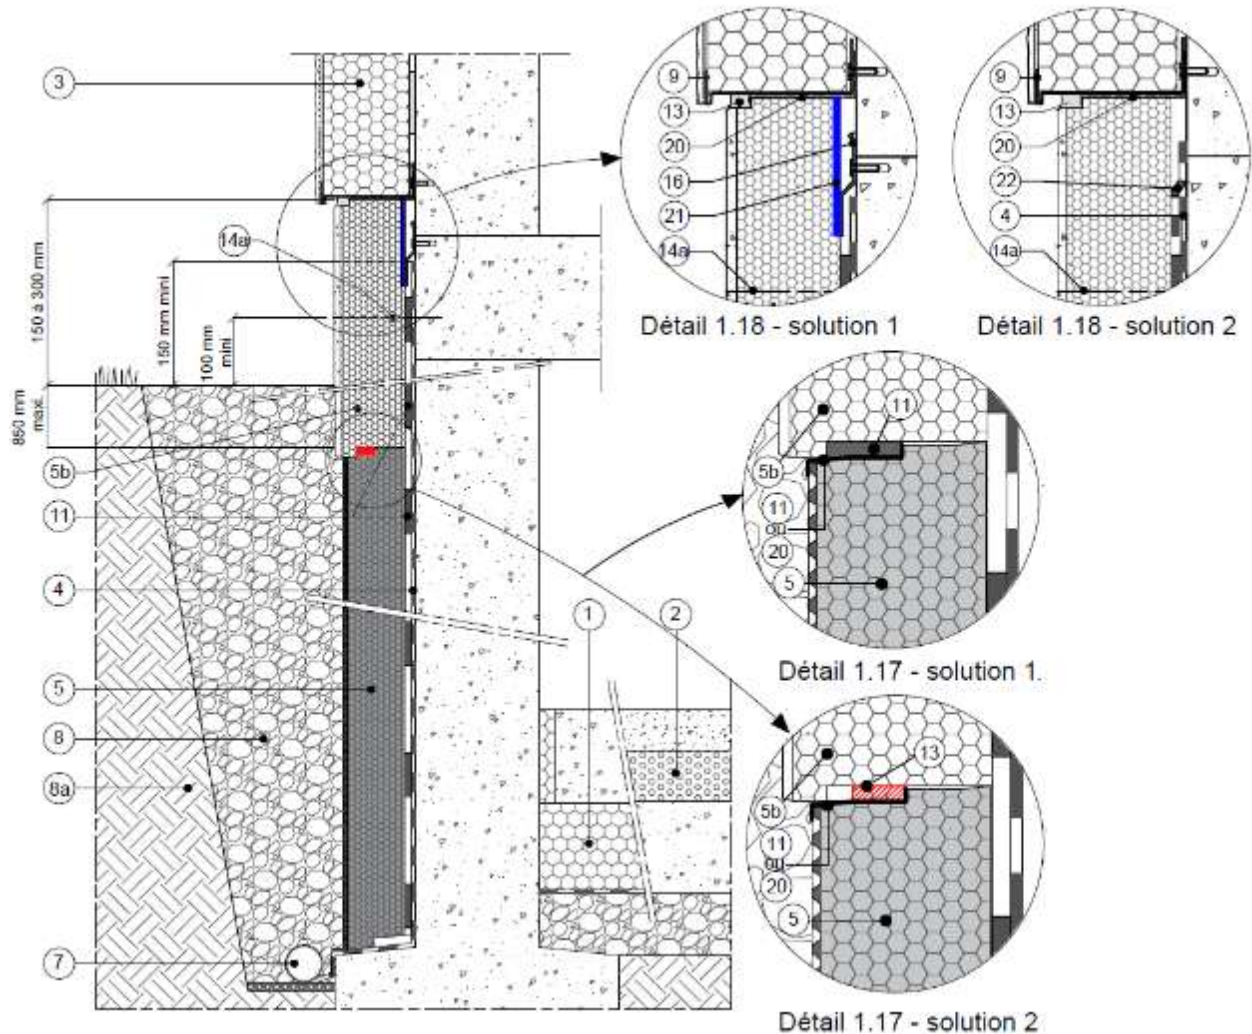 3
14a
150 à 300 mm
150 mm mini
100 mm
mini
850 mm
maxi.
5b
11
4
5
8
8a
7
1
2
9
13
20
16
21
14a
Détail 1.18 - solution 1
9
13
20
22
4
14a
Détail 1.18 - solution 2
11
5b
11
ou
20
5
Détail 1.17 - solution 1.
13
5b
11
ou
20
5
Détail 1.17 - solution 2